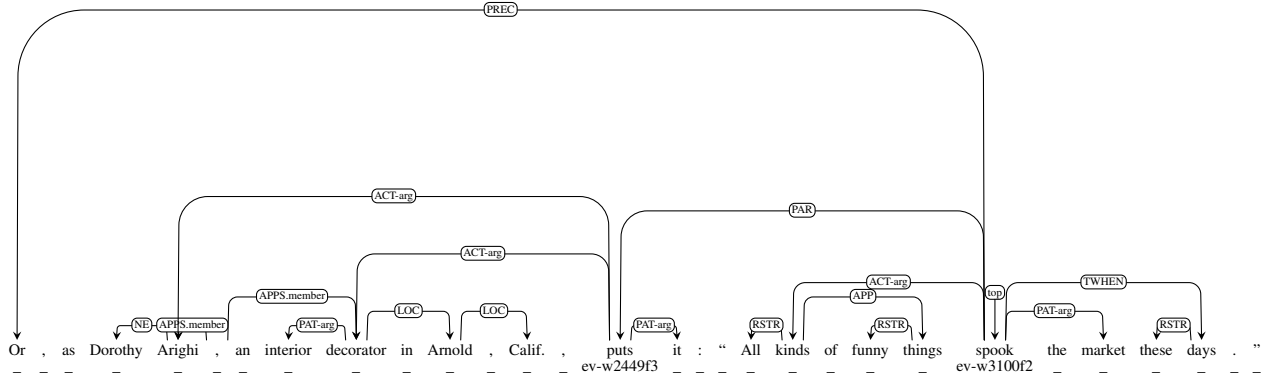 PREC
ACT-arg
PAR
ACT-arg
ACT-arg TWHEN
APPS.member APP top
LOC LOC PAT-arg
NE APPS.member PAT-arg PAT-arg RSTR RSTR RSTR
Or , as Dorothy Arighi , an interior decorator in Arnold , Calif. , puts it : “ All kinds of funny things spook the market these days . ”
_ _ _ _ _ _ _ _ _ _ _ _ _ _ ev-w2449f3 _ _ _ _ _ _ _ _ ev-w3100f2 _ _ _ _ _ _